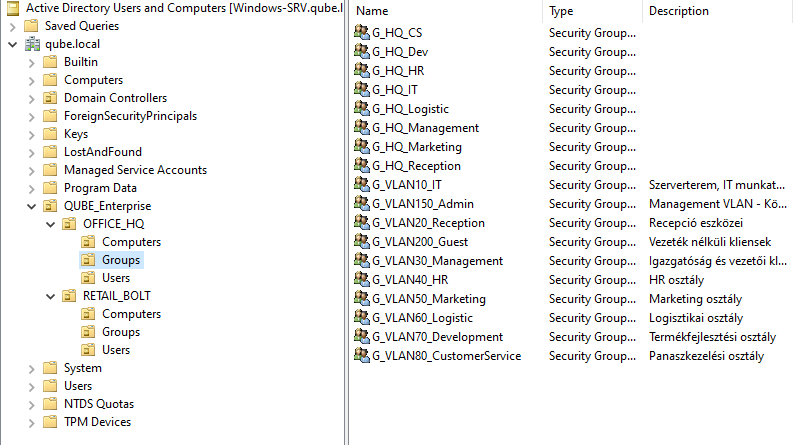 Active Directory Users and Computers [Windows-SRV.qube.l
Saved Queries
qube.local
Builtin
Computers
Domain Controllers
ForeignSecurityPrincipals
Keys
LostAndFound
Managed Service Accounts
Program Data
QUBE_Enterprise
OFFICE_HQ
Computers
Groups
Users
RETAIL_BOLT
Computers
Groups
Users
System
Users
NTDS Quotas
TPM Devices
Name Type Description
G_HQ_CS Security Group...
G_HQ_Dev Security Group...
G_HQ_HR Security Group...
G_HQ_IT Security Group...
G_HQ_Logistic Security Group...
G_HQ_Management Security Group...
G_HQ_Marketing Security Group...
G_HQ_Reception Security Group...
G_VLAN10_IT Security Group... Szerverterem, IT munkat...
G_VLAN150_Admin Security Group... Management VLAN - Kö...
G_VLAN20_Reception Security Group... Recepció eszközei
G_VLAN200_Guest Security Group... Vezeték nélküli kliensek
G_VLAN30_Management Security Group... Igazgatóság és vezetői kl...
G_VLAN40_HR Security Group... HR osztály
G_VLAN50_Marketing Security Group... Marketing osztály
G_VLAN60_Logistic Security Group... Logisztikai osztály
G_VLAN70_Development Security Group... Termékfejlesztési osztály
G_VLAN80_CustomerService Security Group... Panaszkezelési osztály